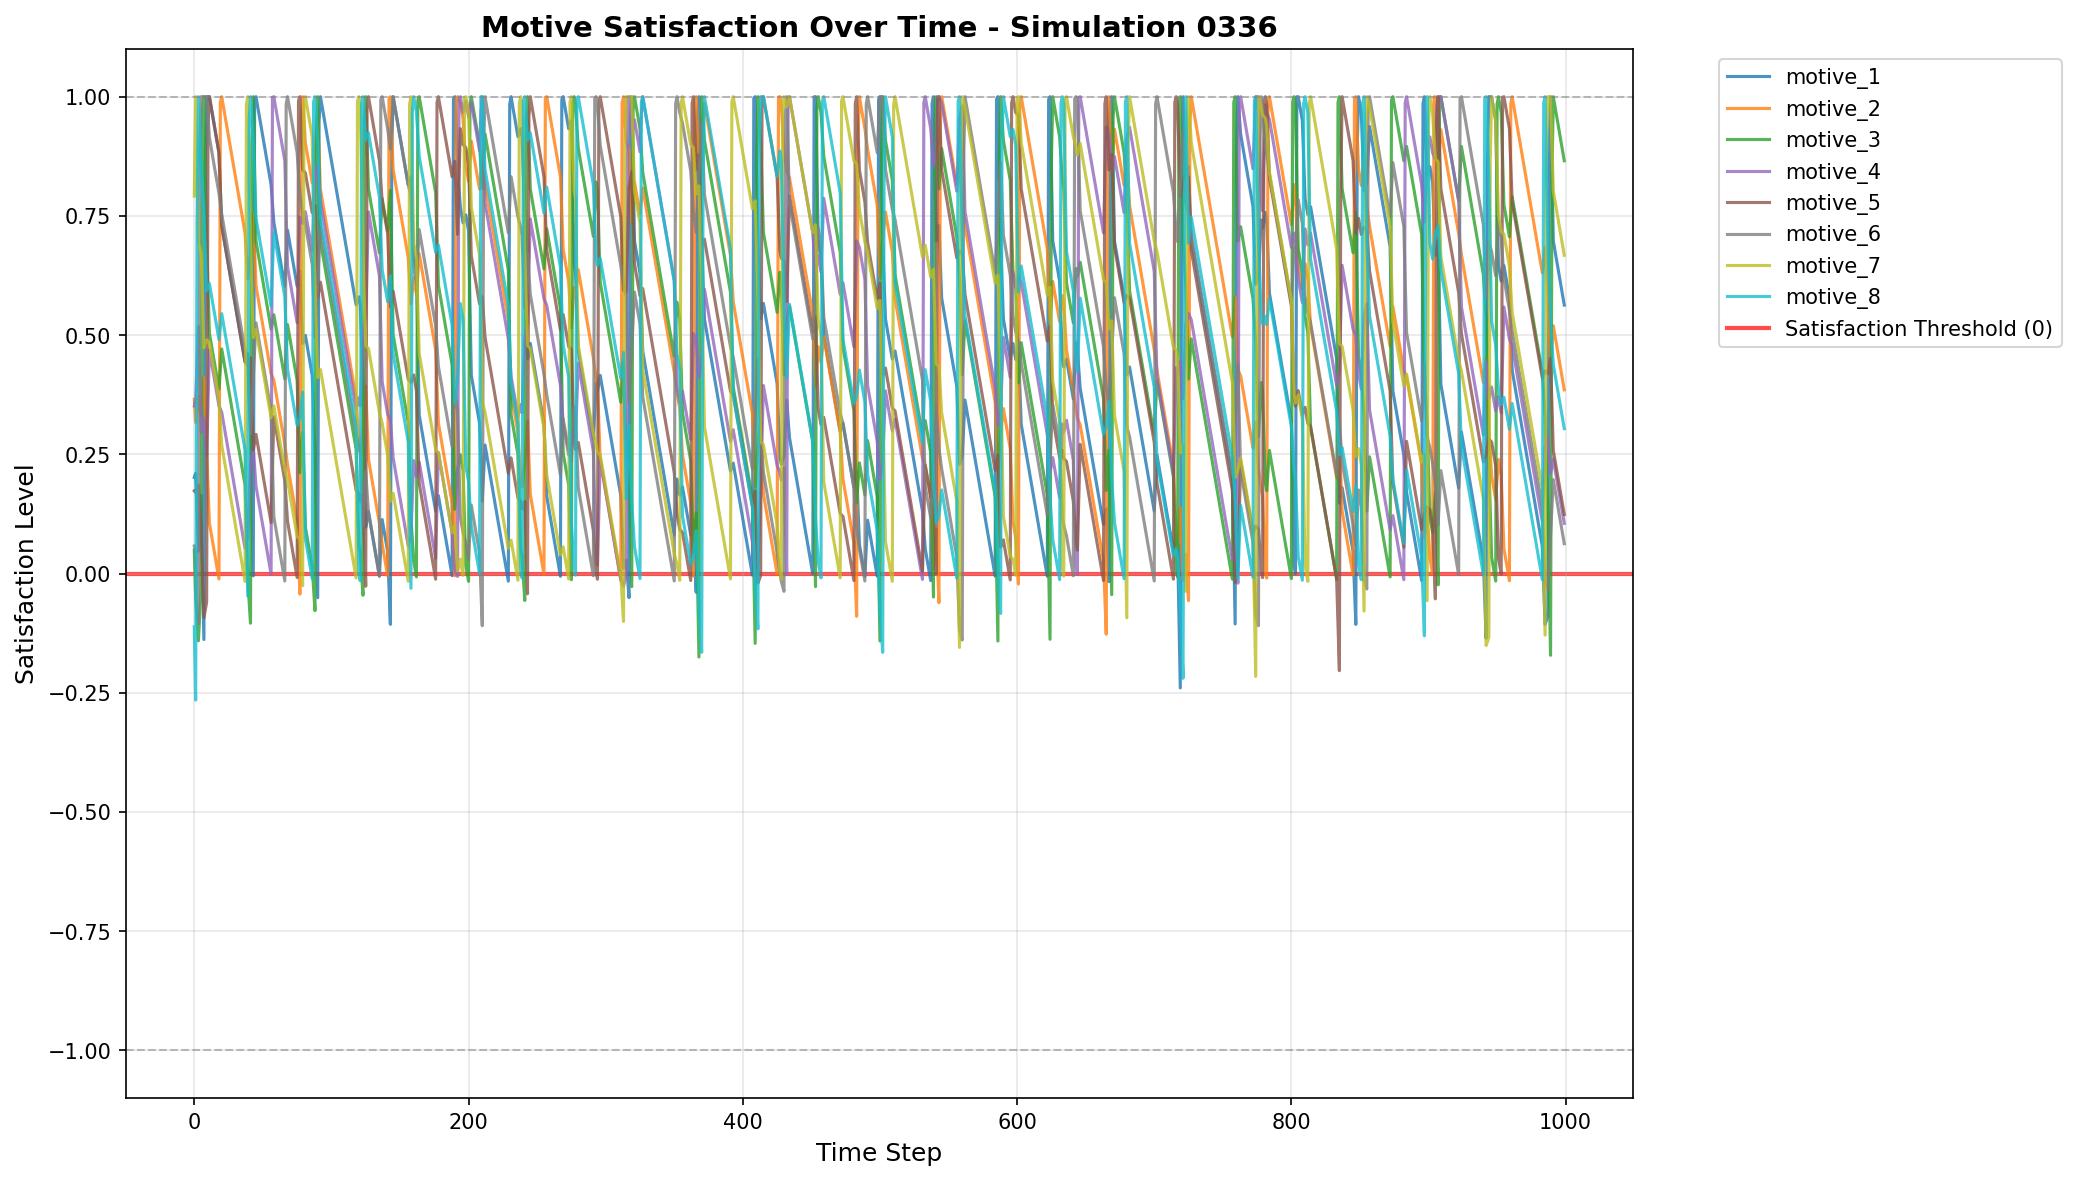 Motive Satisfaction Over Time - Simulation 0336
1.00
0.75
0.50
0.25
0.00
−0.25
−0.50
−0.75
−1.00
Satisfaction Level
0
200
400
600
800
1000
Time Step
motive_1
motive_2
motive_3
motive_4
motive_5
motive_6
motive_7
motive_8
Satisfaction Threshold (0)